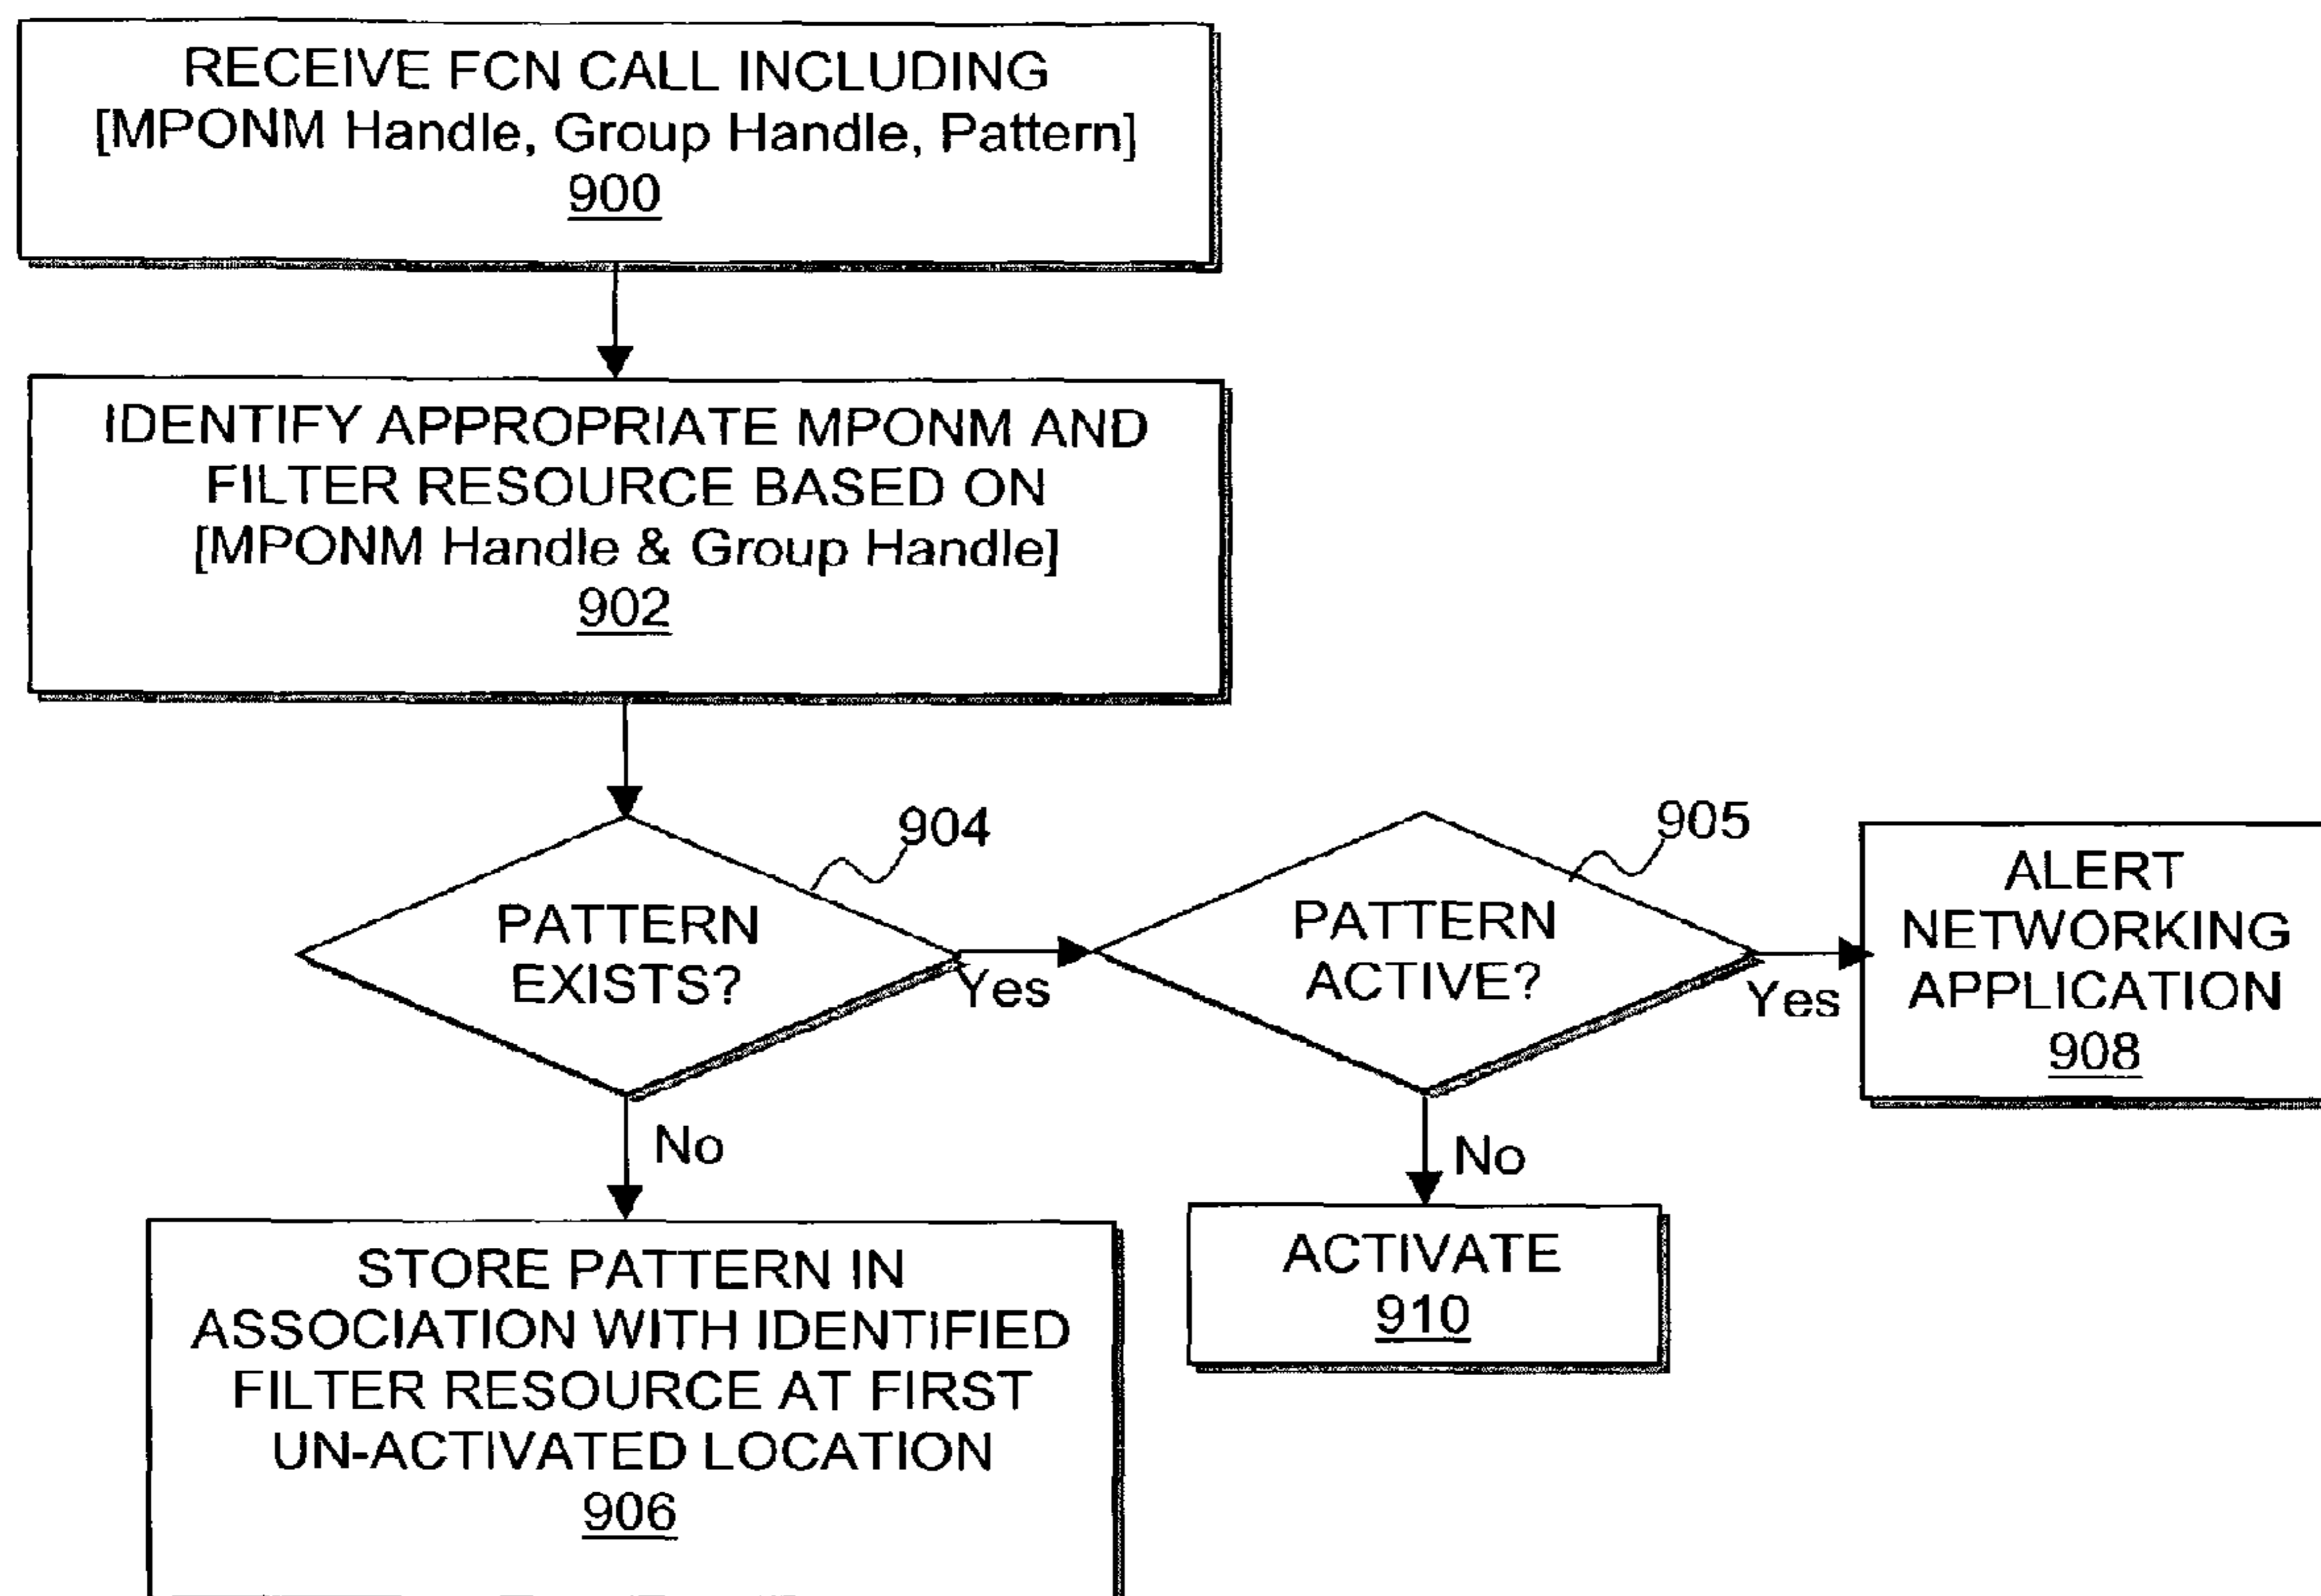 RECEIVE FCN CALL INCLUDING
[MPONM Handle, Group Handle, Pattern]
900
IDENTIFY APPROPRIATE MPONM AND
FILTER RESOURCE BASED ON
[MPONM Handle & Group Handle]
902
904
PATTERN
EXISTS?
Yes
905
PATTERN
ACTIVE?
Yes
ALERT
NETWORKING
APPLICATION
908
No
STORE PATTERN IN
ASSOCIATION WITH IDENTIFIED
FILTER RESOURCE AT FIRST
UN-ACTIVATED LOCATION
906
No
ACTIVATE
910